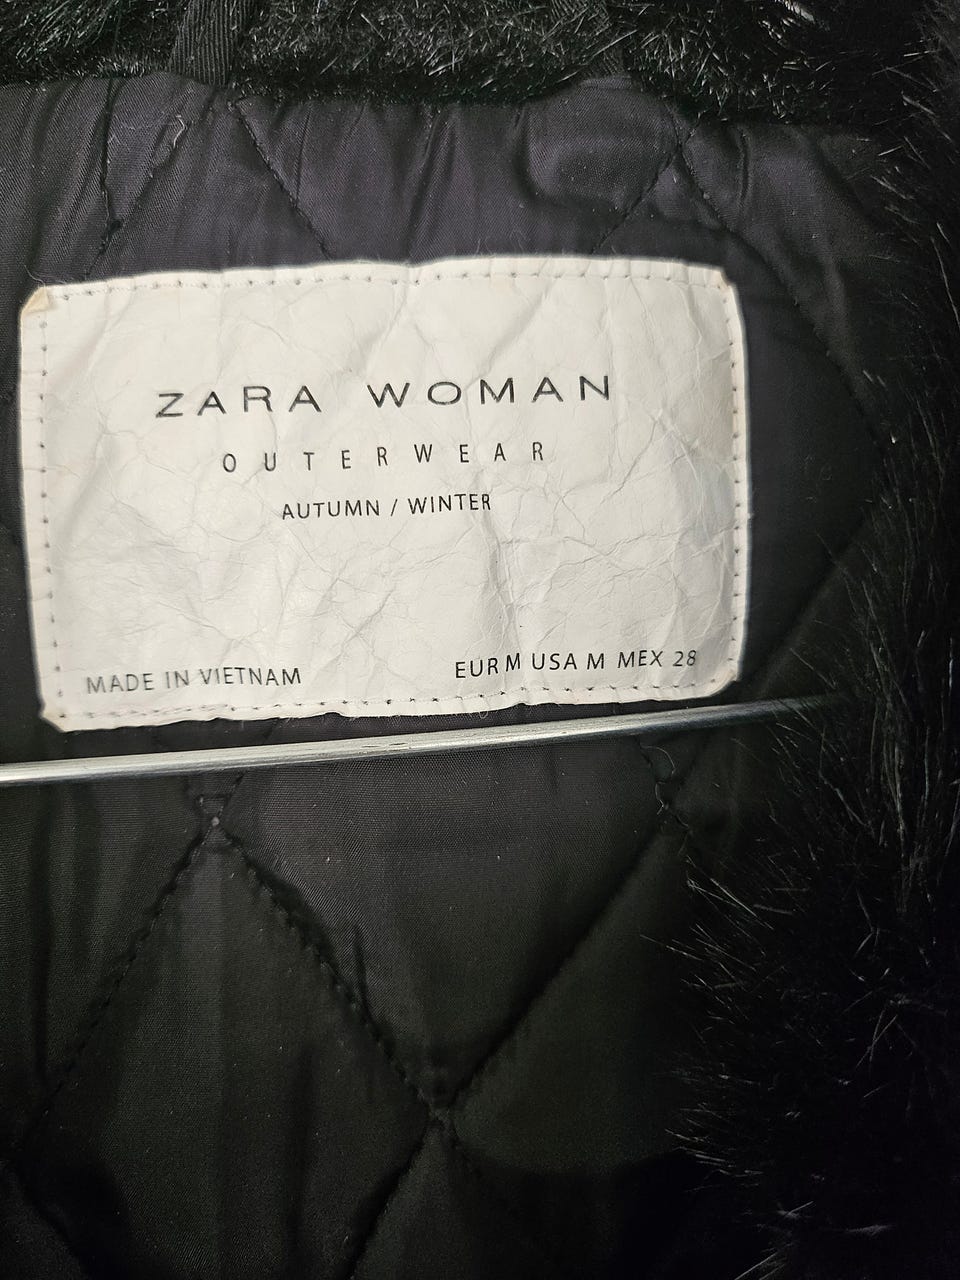 ZARA WOMAN
OUTERWEAR
AUTUMN / WINTER
MADE IN VIETNAM
EUR M USA M MEX 28